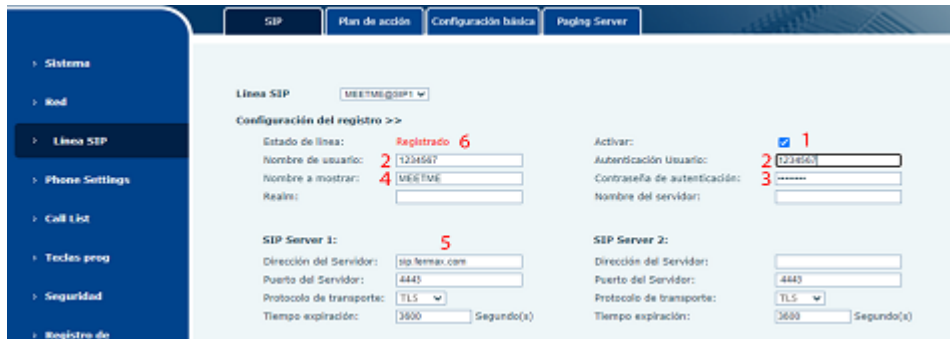 SIP Plan de acción Configuración básica Paging Server
› Sistema
› Red
› Línea SIP
› Phone Settings
› Call List
› Teclas prog
› Seguridad
› Registro de
Línea SIP MEETME@SIP1
Configuración del registro >>
Estado de línea: Registrado 6 Activar: 1
Nombre de usuario: 2 1234567 Autenticación Usuario: 2 1234567
Nombre a mostrar: 4 MEETME Contraseña de autenticación: 3 ••••••••
Realm: Nombre del servidor:
SIP Server 1: 5 SIP Server 2:
Dirección del Servidor: sip.fermax.com Dirección del Servidor:
Puerto del Servidor: 4443 Puerto del Servidor: 4443
Protocolo de transporte: TLS Protocolo de transporte: TLS
Tiempo expiración: 3600 Segundo(s) Tiempo expiración: 3600 Segundo(s)